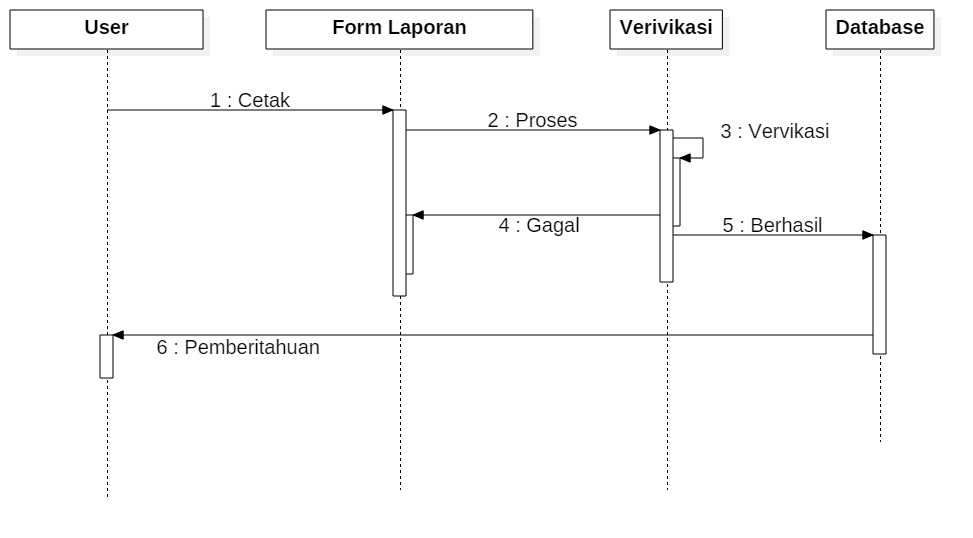 User
Form Laporan
Verivikasi
Database
1 : Cetak
2 : Proses
3 : Vervikasi
4 : Gagal
5 : Berhasil
6 : Pemberitahuan